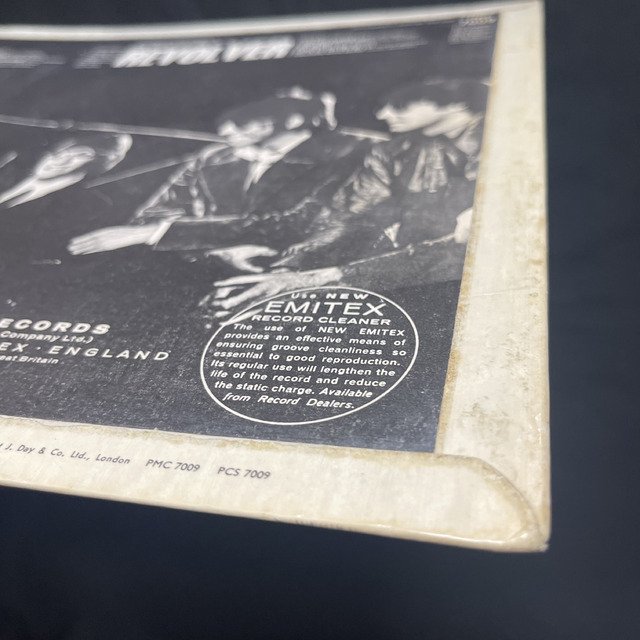 REVOLVER
ECORDS
Company Ltd.)
EX · ENGLAND
eat Britain
Use NEW
EMITEX
RECORD CLEANER
The use of NEW EMITEX
provides an effective means of
ensuring groove cleanliness so
essential to good reproduction.
Its regular use will lengthen the
life of the record and reduce
the static charge. Available
from Record Dealers.
J. Day & Co. Ltd., London PMC 7009 PCS 7009